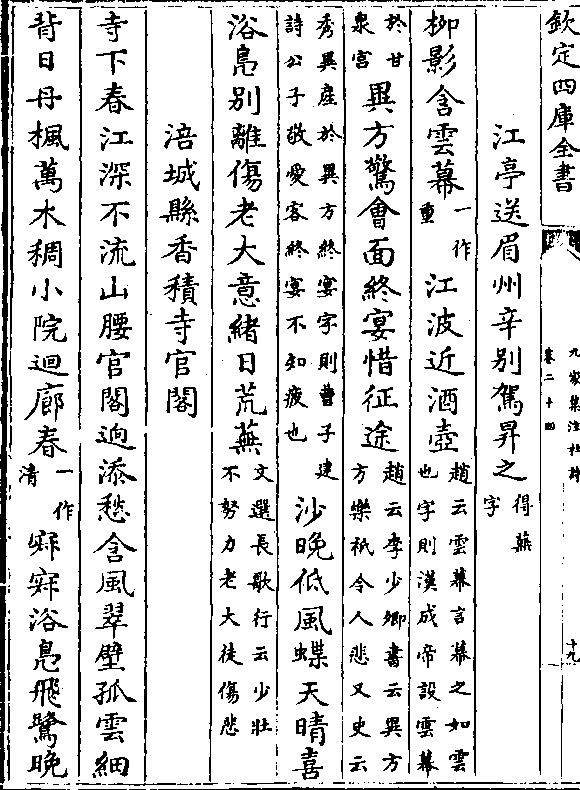 欽定四庫全書
九家集注杜詩
卷二十四
十九
江亭送眉州辛別駕昇之得蕪字
柳影含雲幕一作重江波近酒壺趙云雲幕言幕之如雲也字則漢成帝設雲幕
於甘泉宫異方驚會面終宴惜征途趙云李少卿書云異方方樂祇令人悲又史云
秀異産於異方終宴字則曹子建詩公子敬愛客終宴不知疲也沙晚低風蝶天晴喜
浴鳧別離傷老大意緒日荒蕪文選長歌行云少壯不努力老大徒傷悲
涪城縣香積寺官閣
寺下春江深不流山腰官閣迥添愁含風翠壁孤雲細
背日丹楓萬木稠小院迴廊春一作清寂寂浴鳧飛鷺晚